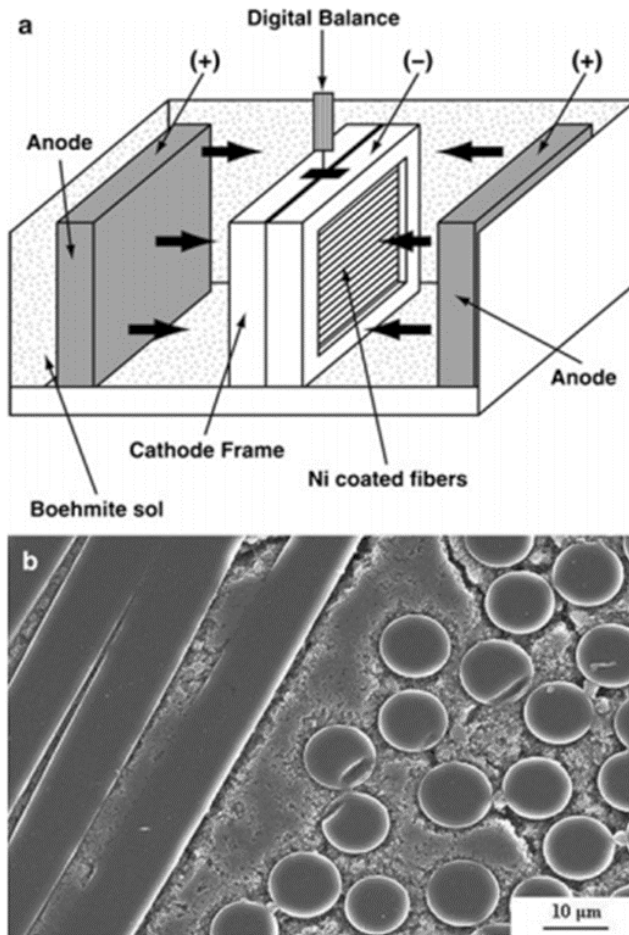 a
Digital Balance
(+)
(−)
(+)
Anode
Anode
Cathode Frame
Ni coated fibers
Boehmite sol
b
10 μm